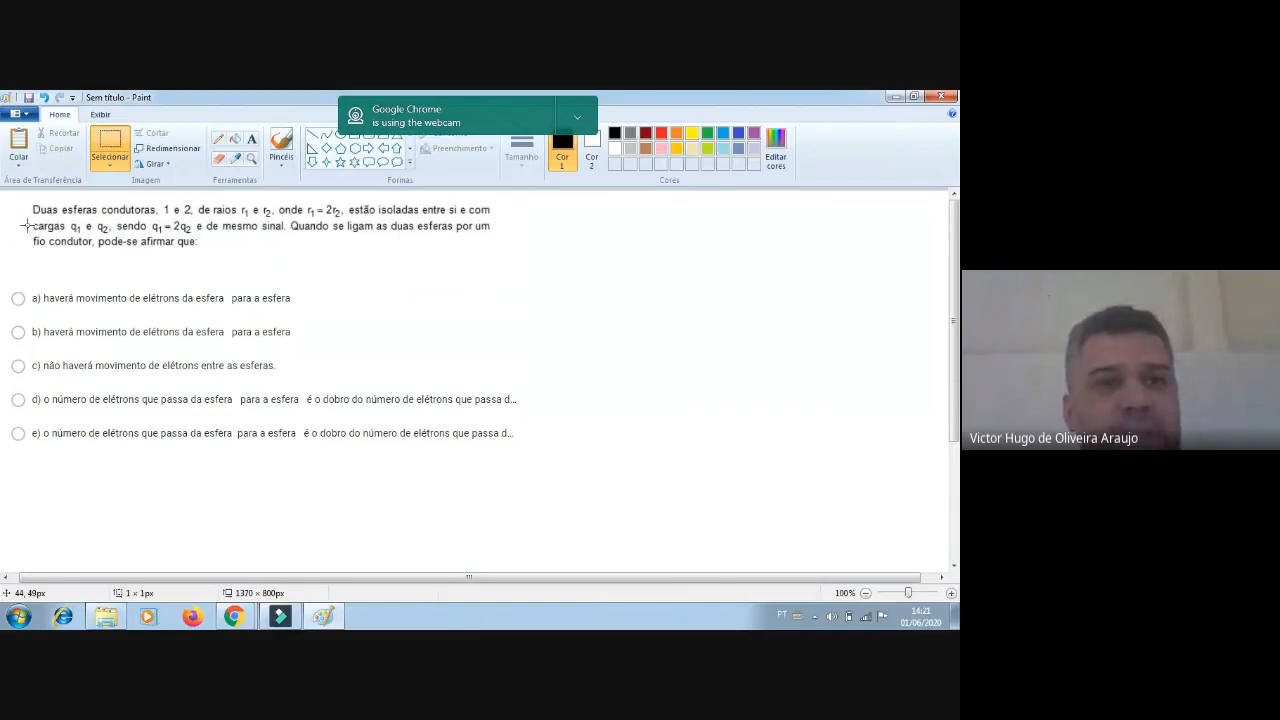 Sem título - Paint
Google Chrome
is using the webcam
Home
Exibir
Colar
Recortar
Copiar
Selecionar
Cortar
Redimensionar
Girar
Pincéis
Preenchimento
Tamanho
Cor
1
Cor
2
Editar
cores
Área de Transferência
Imagem
Ferramentas
Formas
Cores
Duas esferas condutoras, 1 e 2, de raios r1 e r2, onde r1 = 2r2, estão isoladas entre si e com
cargas q1 e q2, sendo q1 = 2q2 e de mesmo sinal. Quando se ligam as duas esferas por um
fio condutor, pode-se afirmar que:
a) haverá movimento de elétrons da esfera para a esfera
b) haverá movimento de elétrons da esfera para a esfera
c) não haverá movimento de elétrons entre as esferas.
d) o número de elétrons que passa da esfera para a esfera é o dobro do número de elétrons que passa d...
e) o número de elétrons que passa da esfera para a esfera é o dobro do número de elétrons que passa d...
Victor Hugo de Oliveira Araujo
44, 49px
1 × 1px
1370 × 800px
100%
PT
14:21
01/06/2020